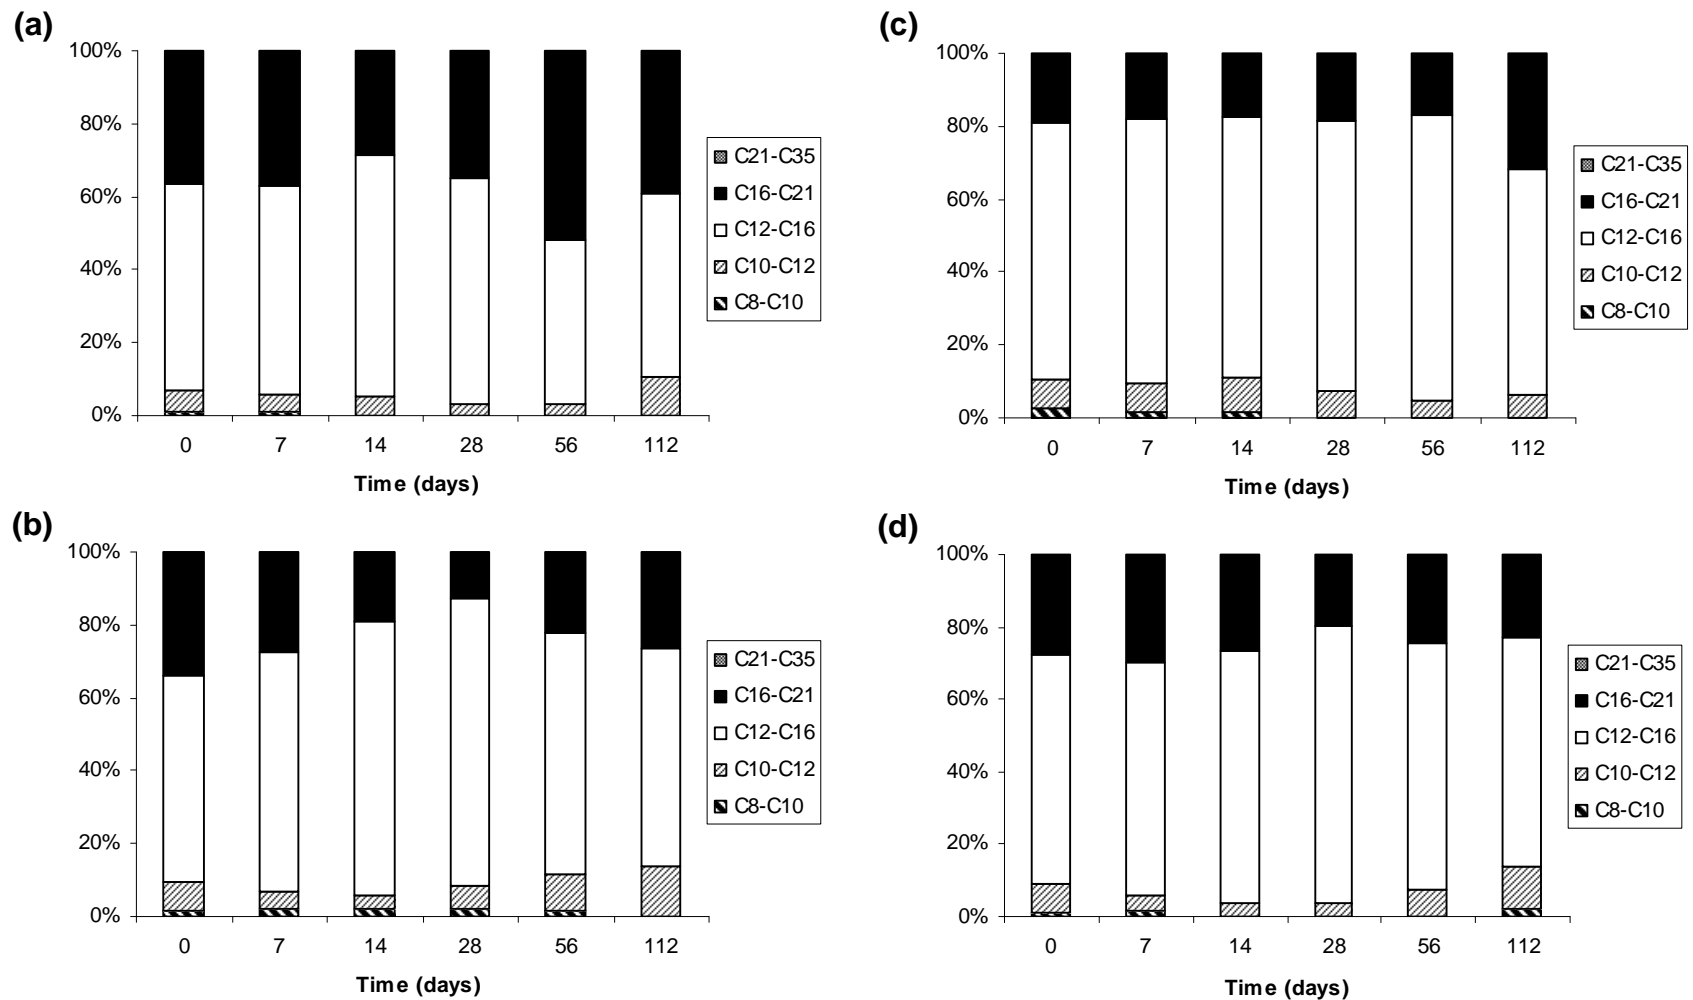 (a)
100%
80%
60%
40%
20%
0%
0 7 14 28 56 112
Time (days)
C21-C35
C16-C21
C12-C16
C10-C12
C8-C10
(c)
100%
80%
60%
40%
20%
0%
0 7 14 28 56 112
Time (days)
C21-C35
C16-C21
C12-C16
C10-C12
C8-C10
(b)
100%
80%
60%
40%
20%
0%
0 7 14 28 56 112
Time (days)
C21-C35
C16-C21
C12-C16
C10-C12
C8-C10
(d)
100%
80%
60%
40%
20%
0%
0 7 14 28 56 112
Time (days)
C21-C35
C16-C21
C12-C16
C10-C12
C8-C10